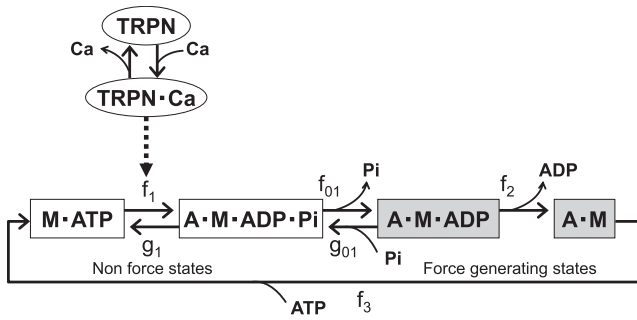 TRPN
Ca
Ca
TRPN·Ca
f1
f01
Pi
f2
ADP
M·ATP
A·M·ADP·Pi
A·M·ADP
A·M
g1
g01
Pi
Non force states
Force generating states
ATP
f3